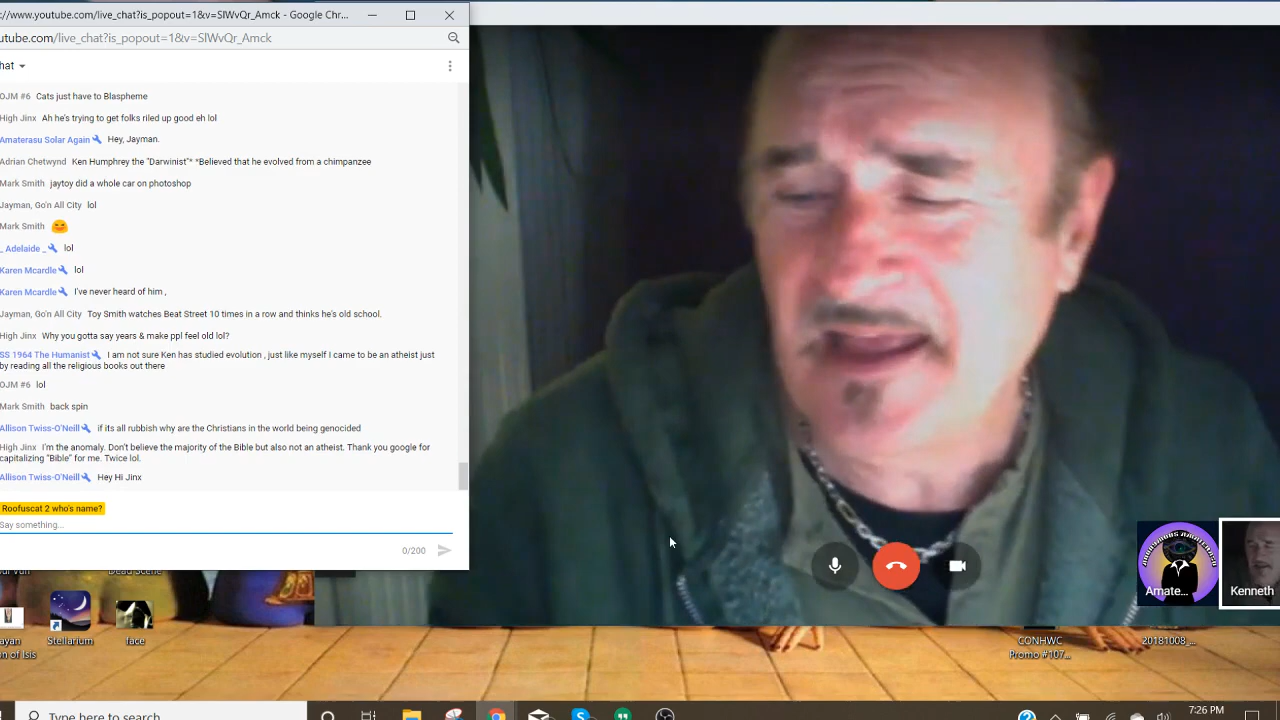 ://www.youtube.com/live_chat?is_popout=1&v=SlWvQr_Amck - Google Chr...
utube.com/live_chat?is_popout=1&v=SlWvQr_Amck
hat
OJM #6 Cats just have to Blaspheme
High Jinx Ah he's trying to get folks riled up good eh lol
Amaterasu Solar Again Hey, Jayman.
Adrian Chetwynd Ken Humphrey the "Darwinist"* *Believed that he evolved from a chimpanzee
Mark Smith jaytoy did a whole car on photoshop
Jayman, Go'n All City lol
Mark Smith
_ Adelaide _ lol
Karen Mcardle lol
Karen Mcardle I've never heard of him ,
Jayman, Go'n All City Toy Smith watches Beat Street 10 times in a row and thinks he's old school.
High Jinx Why you gotta say years & make ppl feel old lol?
SS 1964 The Humanist I am not sure Ken has studied evolution , just like myself I came to be an atheist just
by reading all the religious books out there
OJM #6 lol
Mark Smith back spin
Allison Twiss-O'Neill if its all rubbish why are the Christians in the world being genocided
High Jinx I'm the anomaly. Don't believe the majority of the Bible but also not an atheist. Thank you google for
capitalizing "Bible" for me. Twice lol.
Allison Twiss-O'Neill Hey Hi Jinx
Roofuscat 2 who's name?
Say something...
0/200
Amate...
Kenneth
Dead Scene
ayan
on of Isis
Stellarium
face
CONHWC
Promo #107...
20181008_...
Type here to search
7:26 PM